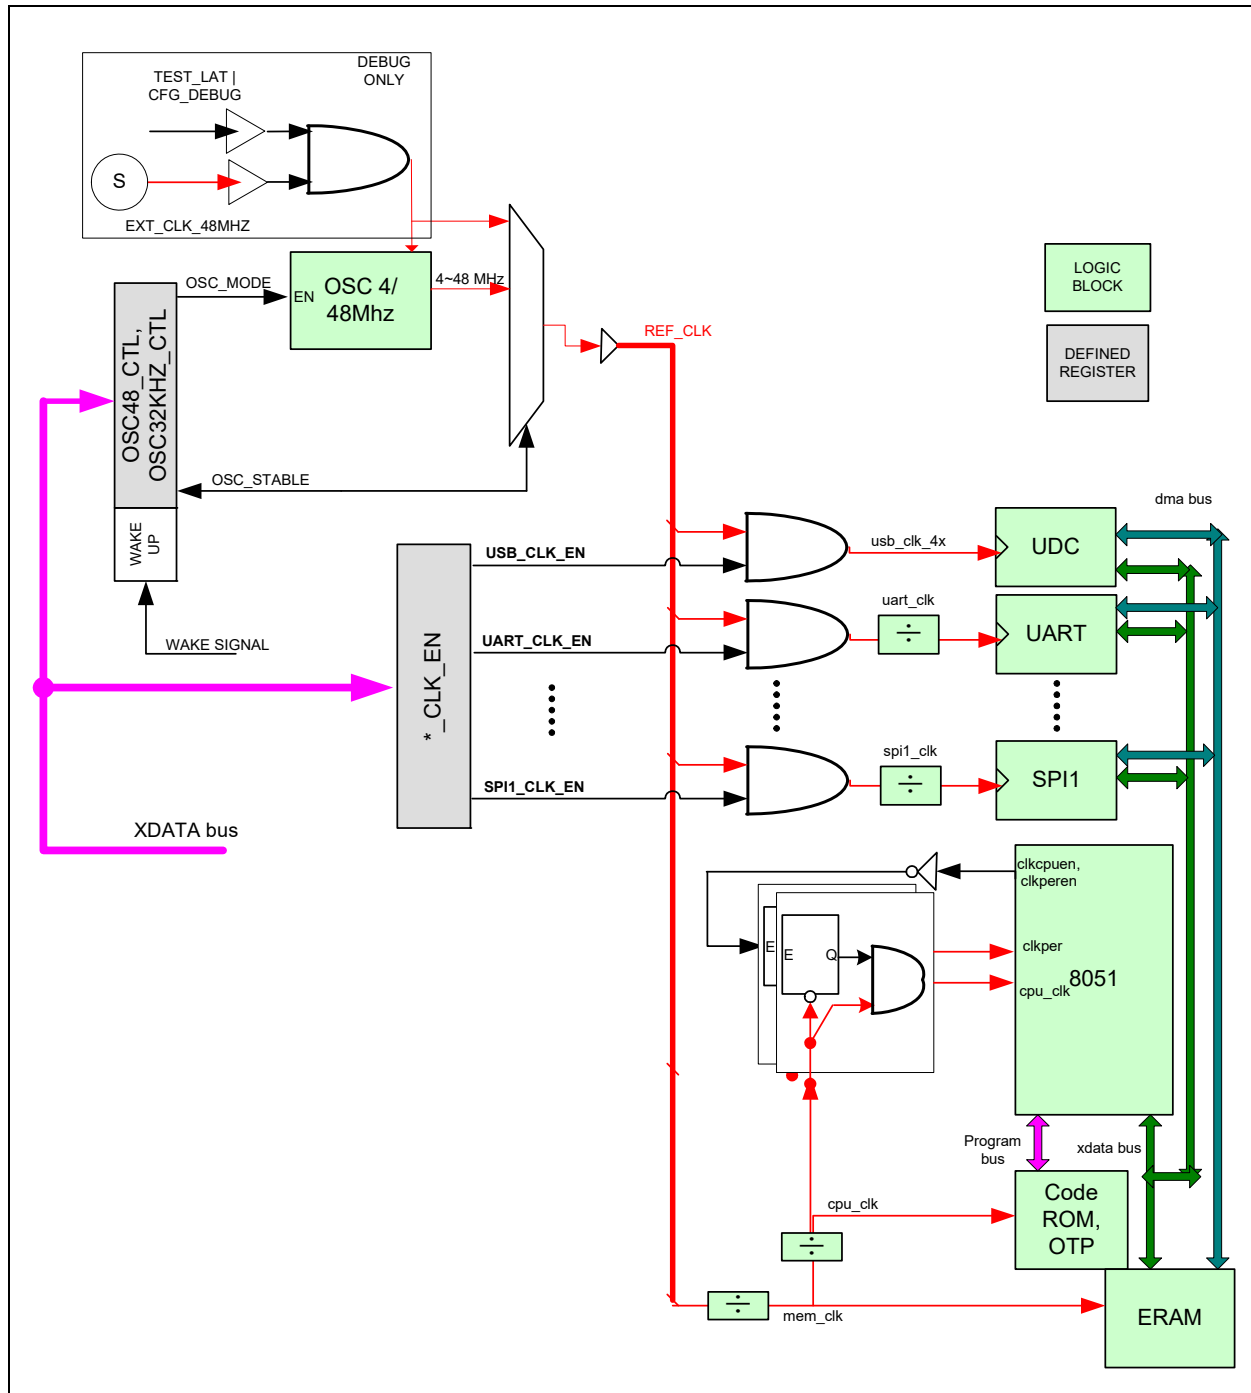 DEBUG
ONLY
TEST_LAT |
CFG_DEBUG
S
EXT_CLK_48MHZ
OSC_MODE
EN
OSC 4/
48Mhz
4~48 MHz
REF_CLK
LOGIC
BLOCK
DEFINED
REGISTER
OSC48_CTL,
OSC32KHZ_CTL
OSC_STABLE
WAKE
UP
WAKE SIGNAL
*_CLK_EN
USB_CLK_EN
usb_clk_4x
UDC
dma bus
UART_CLK_EN
uart_clk
UART
SPI1_CLK_EN
spi1_clk
SPI1
XDATA bus
clkcpuen,
clkperen
E
E
Q
clkper
cpu_clk
8051
Program
bus
xdata bus
cpu_clk
Code
ROM,
OTP
mem_clk
ERAM